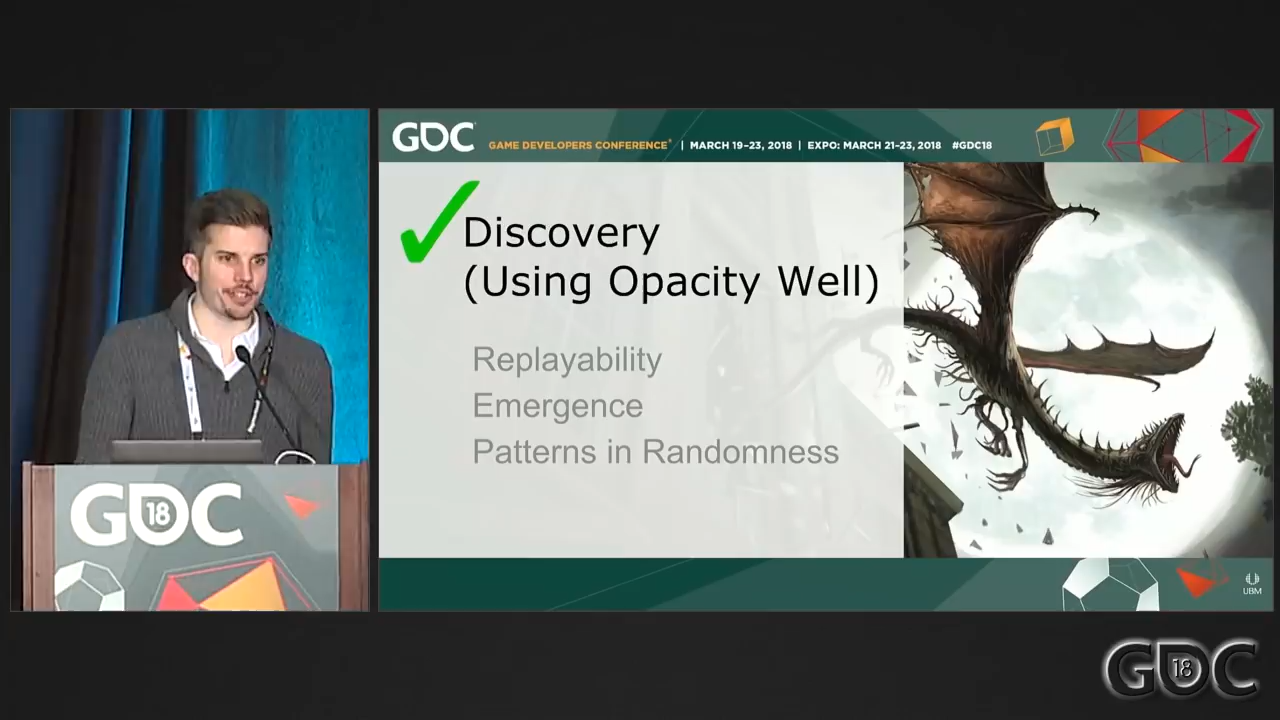 GDC GAME DEVELOPERS CONFERENCE® | MARCH 19–23, 2018 | EXPO: MARCH 21–23, 2018 #GDC18
Discovery
(Using Opacity Well)
Replayability
Emergence
Patterns in Randomness
GDC 18
UBM
GDC 18